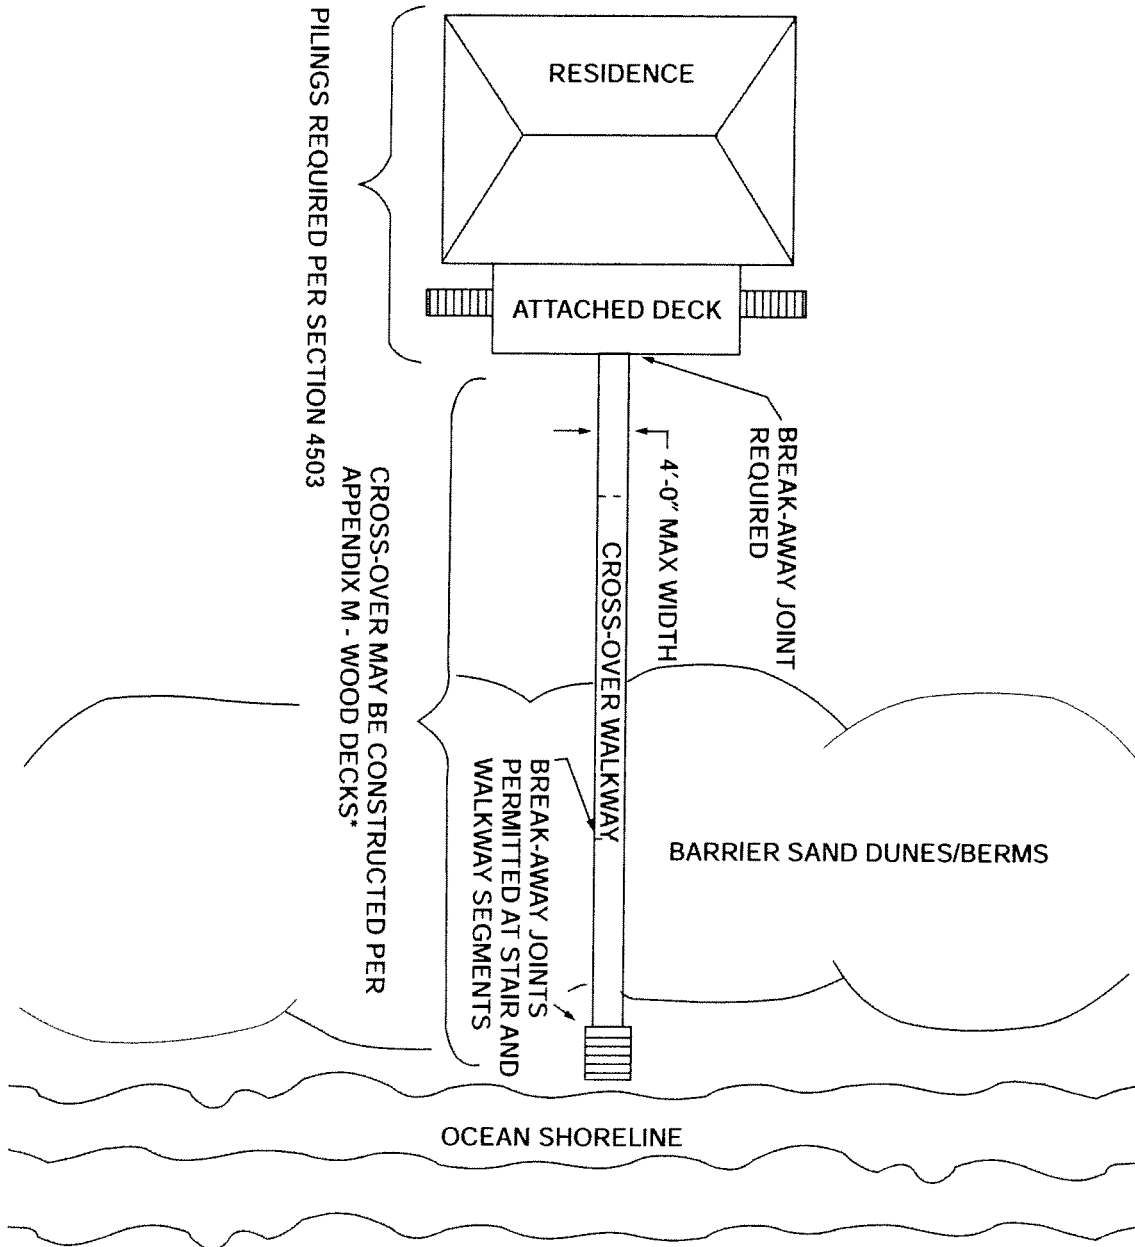 RESIDENCE
ATTACHED DECK
PILINGS REQUIRED PER SECTION 4503
BREAK-AWAY JOINT
REQUIRED
4'-0" MAX WIDTH
CROSS-OVER WALKWAY
CROSS-OVER MAY BE CONSTRUCTED PER
APPENDIX M - WOOD DECKS*
BREAK-AWAY JOINTS
PERMITTED AT STAIR AND
WALKWAY SEGMENTS
BARRIER SAND DUNES/BERMS
OCEAN SHORELINE